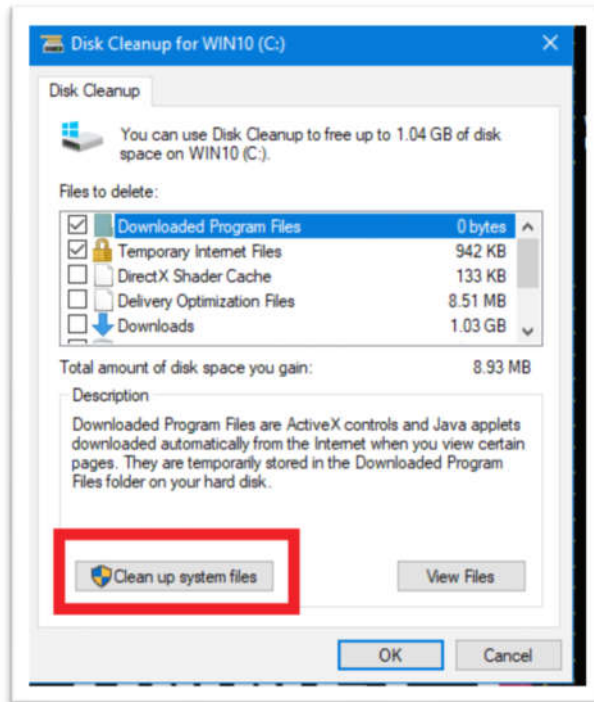 Disk Cleanup for WIN10 (C:)
Disk Cleanup
You can use Disk Cleanup to free up to 1.04 GB of disk
space on WIN10 (C:).
Files to delete:
Downloaded Program Files 0 bytes
Temporary Internet Files 942 KB
DirectX Shader Cache 133 KB
Delivery Optimization Files 8.51 MB
Downloads 1.03 GB
Total amount of disk space you gain: 8.93 MB
Description
Downloaded Program Files are ActiveX controls and Java applets
downloaded automatically from the Internet when you view certain
pages. They are temporarily stored in the Downloaded Program
Files folder on your hard disk.
Clean up system files View Files
OK Cancel